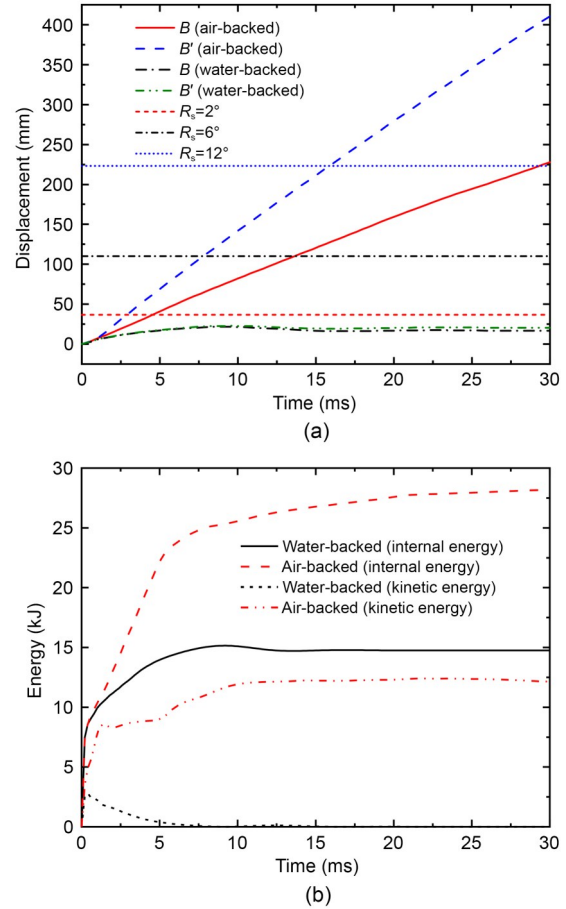 400
350
300
250
200
150
100
50
0
Displacement (mm)
B (air-backed)
B′ (air-backed)
B (water-backed)
B′ (water-backed)
Rs=2°
Rs=6°
Rs=12°
0 5 10 15 20 25 30
Time (ms)
(a)
30
25
20
15
10
5
0
Energy (kJ)
Water-backed (internal energy)
Air-backed (internal energy)
Water-backed (kinetic energy)
Air-backed (kinetic energy)
0 5 10 15 20 25 30
Time (ms)
(b)